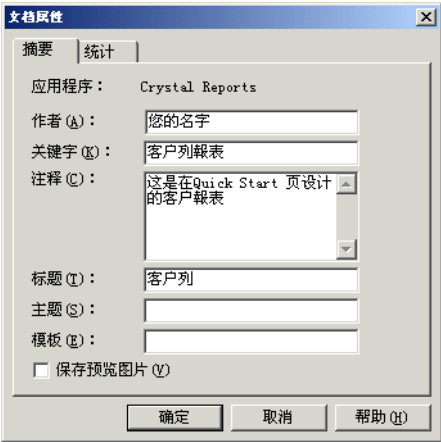 文档属性
摘要 统计
应用程序： Crystal Reports
作者(A)： 您的名字
关键字(K)： 客户列報表
注释(C)： 这是在Quick Start 页设计
的客户報表
标题(T)： 客户列
主题(S)：
模板(E)：
保存预览图片(V)
确定 取消 帮助(H)